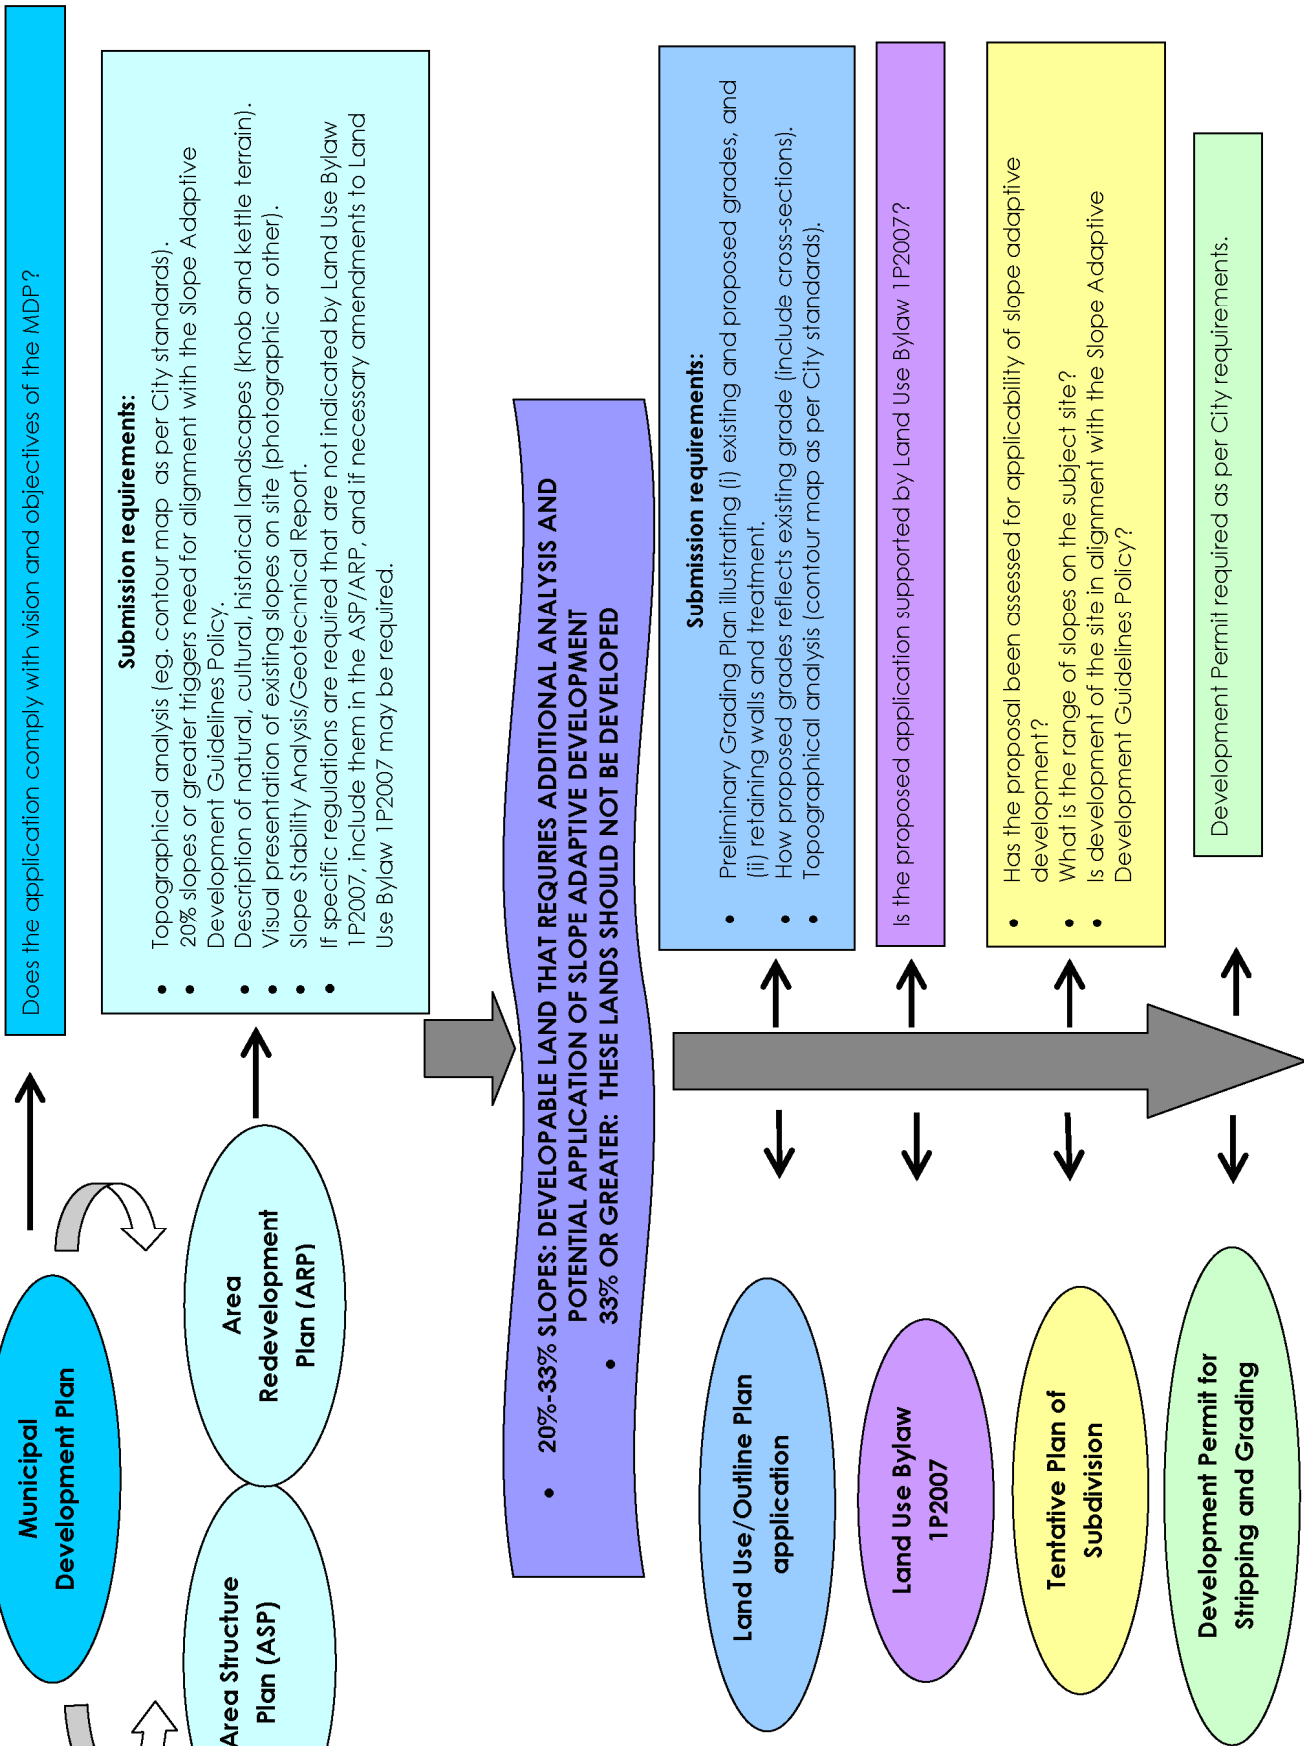 Municipal
Development Plan
Does the application comply with vision and objectives of the MDP?
Area Structure
Plan (ASP)
Area
Redevelopment
Plan (ARP)
Submission requirements:
• Topographical analysis (eg. contour map as per City standards).
• 20% slopes or greater triggers need for alignment with the Slope Adaptive
Development Guidelines Policy.
• Description of natural, cultural, historical landscapes (knob and kettle terrain).
• Visual presentation of existing slopes on site (photographic or other).
• Slope Stability Analysis/Geotechnical Report.
• If specific regulations are required that are not indicated by Land Use Bylaw
1P2007, include them in the ASP/ARP, and if necessary amendments to Land
Use Bylaw 1P2007 may be required.
• 20%-33% SLOPES: DEVELOPABLE LAND THAT REQURIES ADDITIONAL ANALYSIS AND
POTENTIAL APPLICATION OF SLOPE ADAPTIVE DEVELOPMENT
• 33% OR GREATER: THESE LANDS SHOULD NOT BE DEVELOPED
Land Use/Outline Plan
application
Submission requirements:
• Preliminary Grading Plan illustrating (i) existing and proposed grades, and
(ii) retaining walls and treatment.
• How proposed grades reflects existing grade (include cross-sections).
• Topographical analysis (contour map as per City standards).
Land Use Bylaw
1P2007
Is the proposed application supported by Land Use Bylaw 1P2007?
Tentative Plan of
Subdivision
• Has the proposal been assessed for applicability of slope adaptive
development?
• What is the range of slopes on the subject site?
• Is development of the site in alignment with the Slope Adaptive
Development Guidelines Policy?
Development Permit for
Stripping and Grading
Development Permit required as per City requirements.